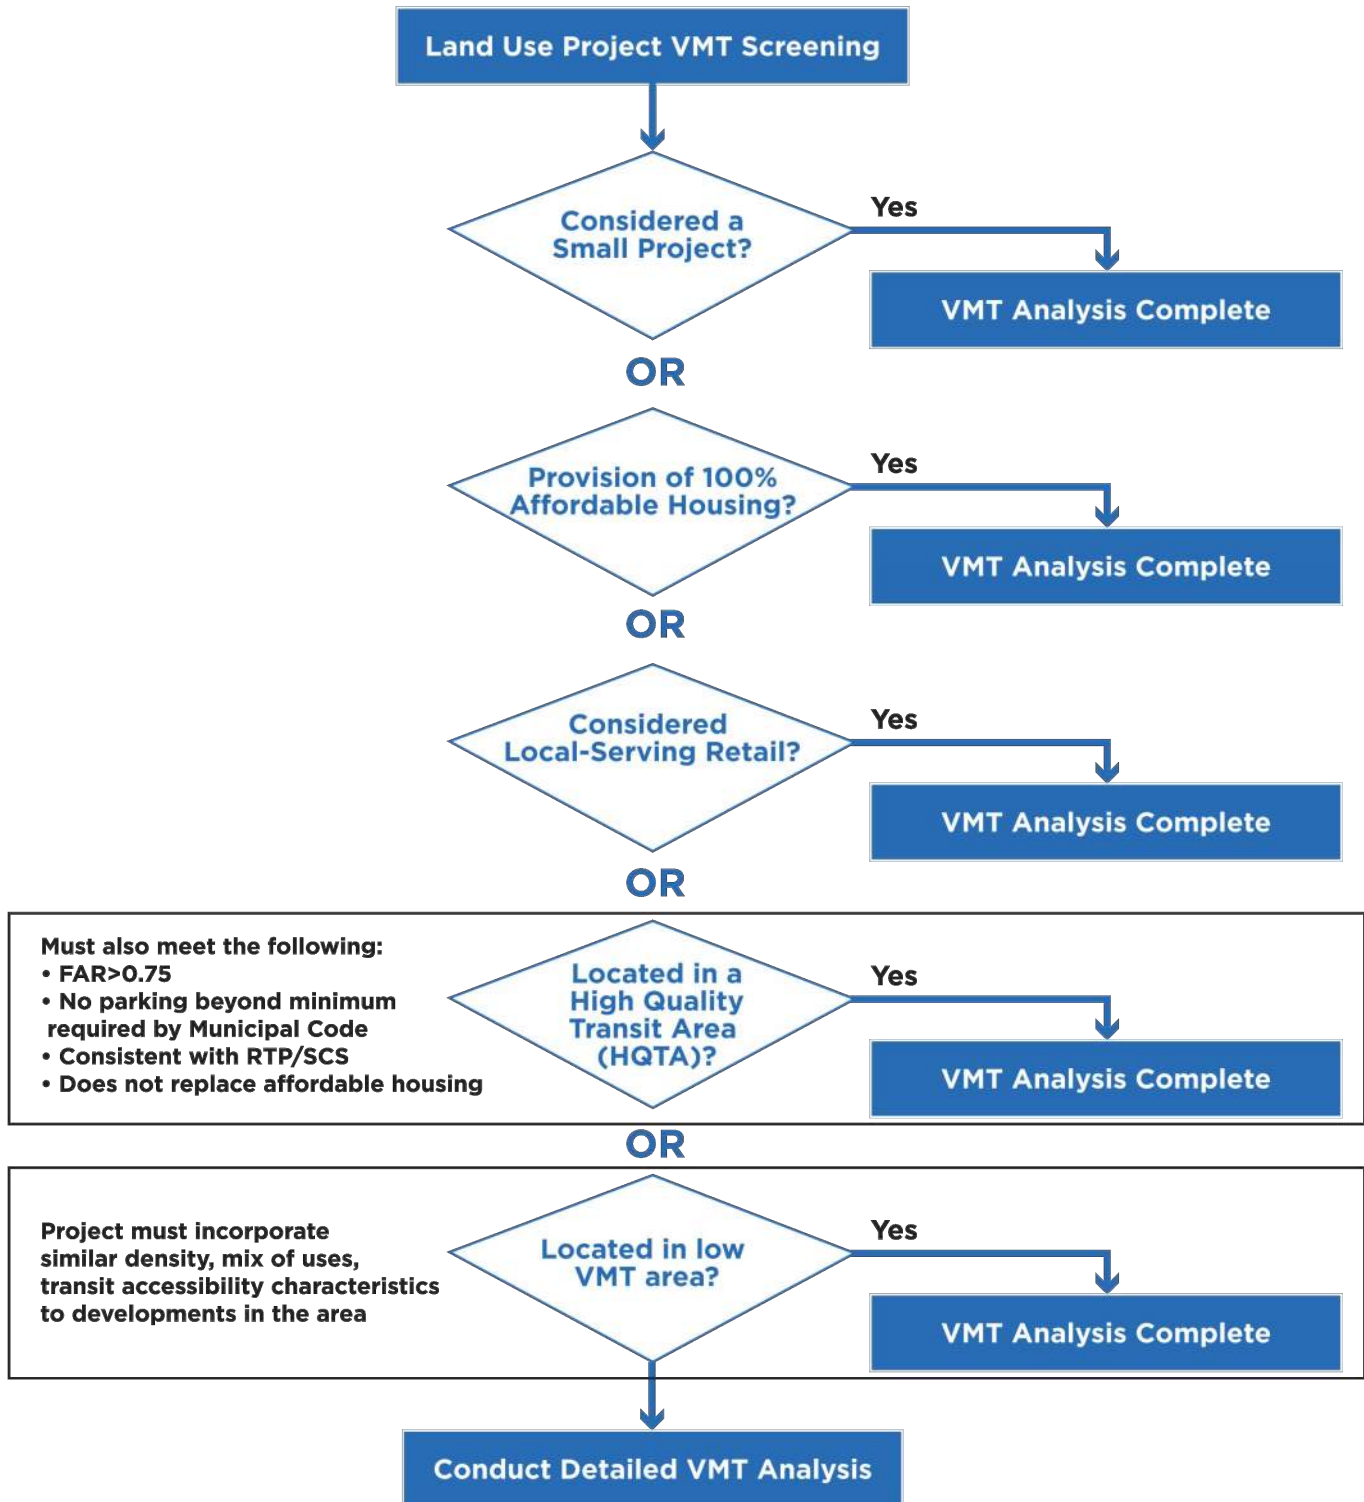 Land Use Project VMT Screening
Considered a
Small Project?
Yes
VMT Analysis Complete
OR
Provision of 100%
Affordable Housing?
Yes
VMT Analysis Complete
OR
Considered
Local-Serving Retail?
Yes
VMT Analysis Complete
OR
Must also meet the following:
• FAR>0.75
• No parking beyond minimum
required by Municipal Code
• Consistent with RTP/SCS
• Does not replace affordable housing
Located in a
High Quality
Transit Area
(HQTA)?
Yes
VMT Analysis Complete
OR
Project must incorporate
similar density, mix of uses,
transit accessibility characteristics
to developments in the area
Located in low
VMT area?
Yes
VMT Analysis Complete
Conduct Detailed VMT Analysis